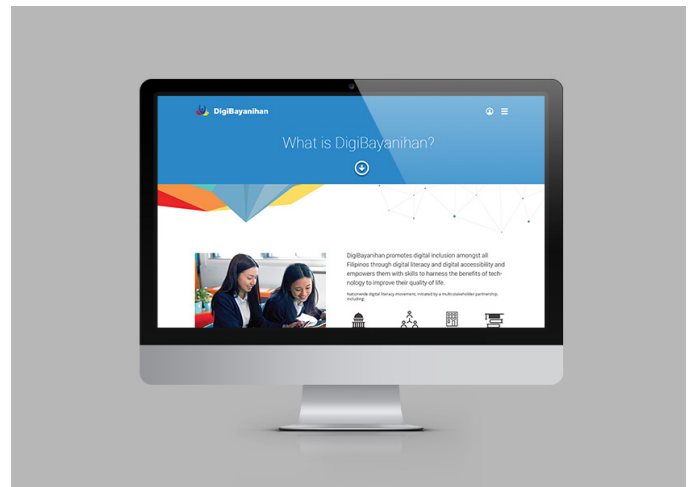 DigiBayanihan
What is DigiBayanihan?
DigiBayanihan promotes digital inclusion amongst all
Filipinos through digital literacy and digital accessibility and
empowers them with skills to harness the benefits of tech-
nology to improve their quality of life.
Nationwide digital literacy movement, initiated by a multistakeholder partnership,
including: